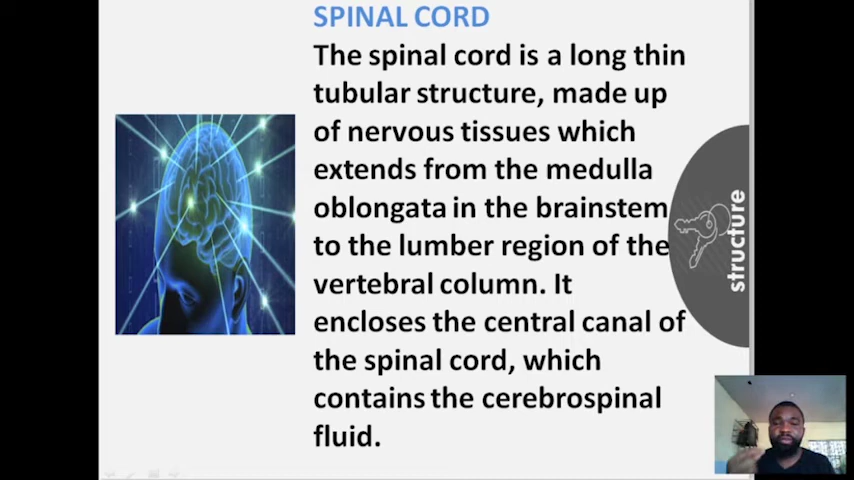 SPINAL CORD
The spinal cord is a long thin
tubular structure, made up
of nervous tissues which
extends from the medulla
oblongata in the brainstem
to the lumber region of the
vertebral column. It
encloses the central canal of
the spinal cord, which
contains the cerebrospinal
fluid.
structure